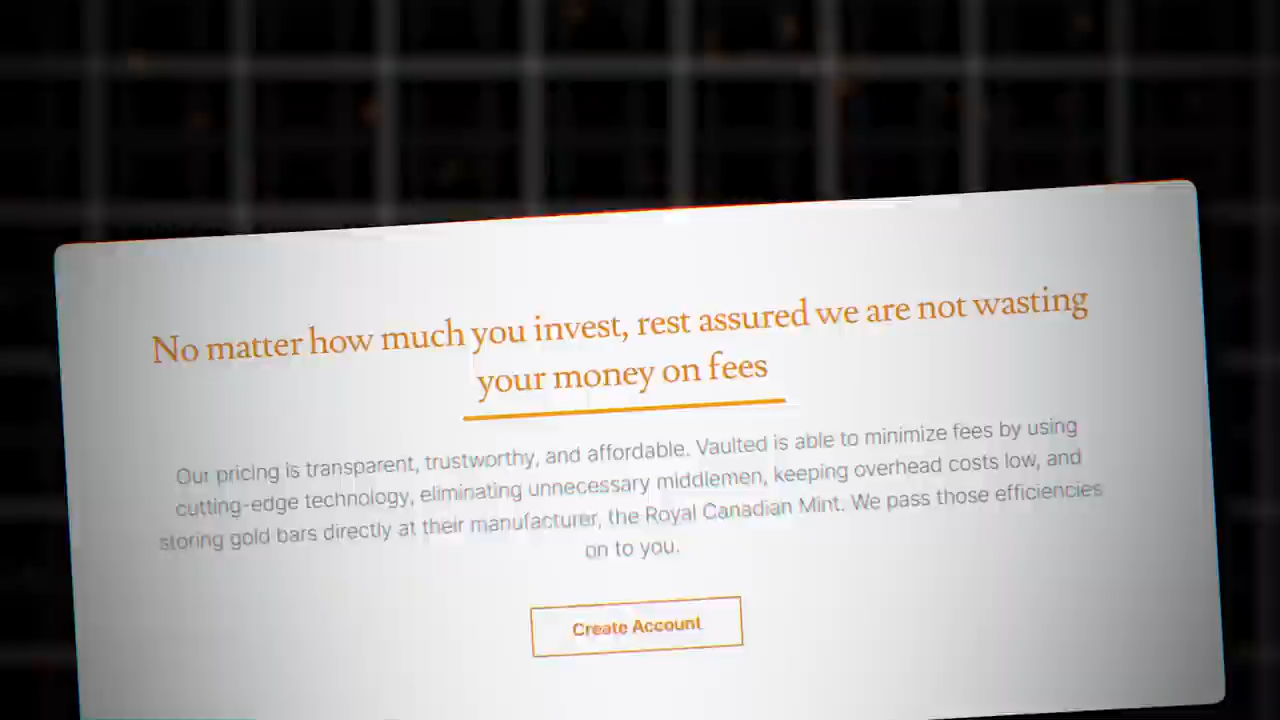 No matter how much you invest, rest assured we are not wasting
your money on fees
Our pricing is transparent, trustworthy, and affordable. Vaulted is able to minimize fees by using
cutting-edge technology, eliminating unnecessary middlemen, keeping overhead costs low, and
storing gold bars directly at their manufacturer, the Royal Canadian Mint. We pass those efficiencies
on to you.
Create Account